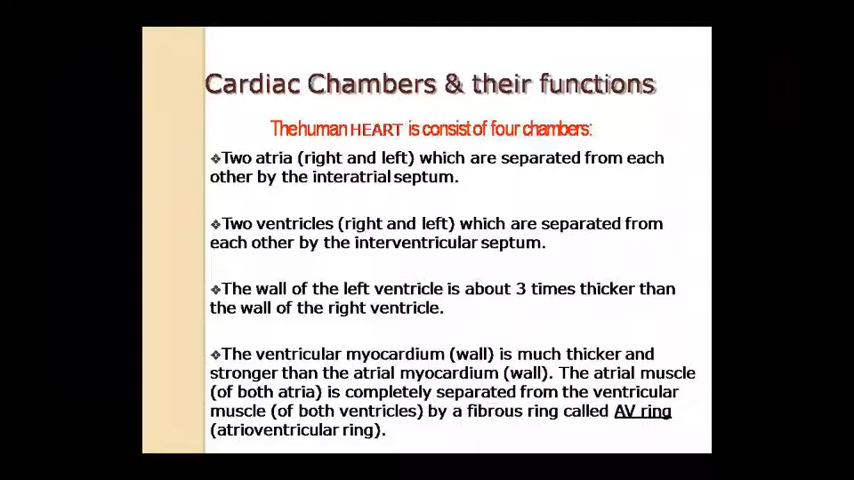 Cardiac Chambers & their functions
The human HEART is consist of four chambers:
❖Two atria (right and left) which are separated from each
other by the interatrial septum.
❖Two ventricles (right and left) which are separated from
each other by the interventricular septum.
❖The wall of the left ventricle is about 3 times thicker than
the wall of the right ventricle.
❖The ventricular myocardium (wall) is much thicker and
stronger than the atrial myocardium (wall). The atrial muscle
(of both atria) is completely separated from the ventricular
muscle (of both ventricles) by a fibrous ring called AV ring
(atrioventricular ring).